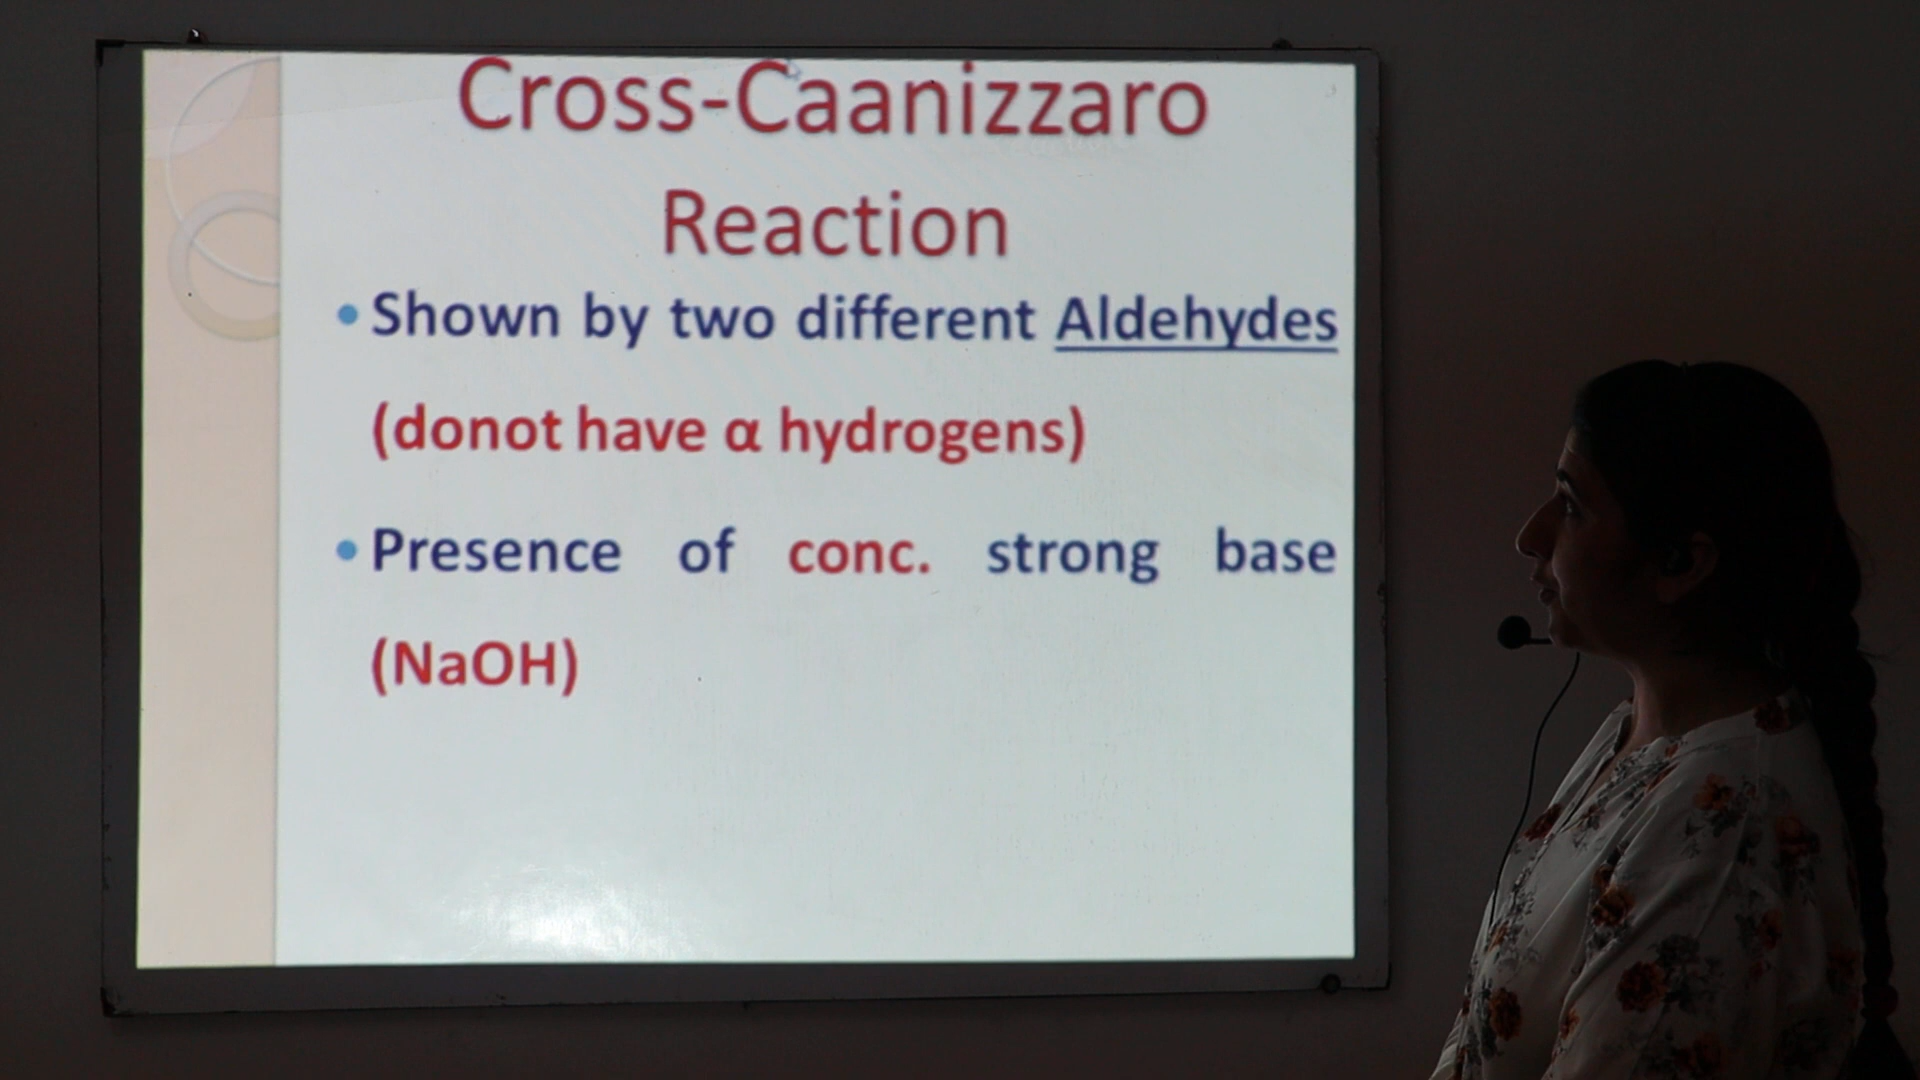 Cross-Caanizzaro
Reaction
• Shown by two different Aldehydes
(donot have α hydrogens)
• Presence of conc. strong base
(NaOH)